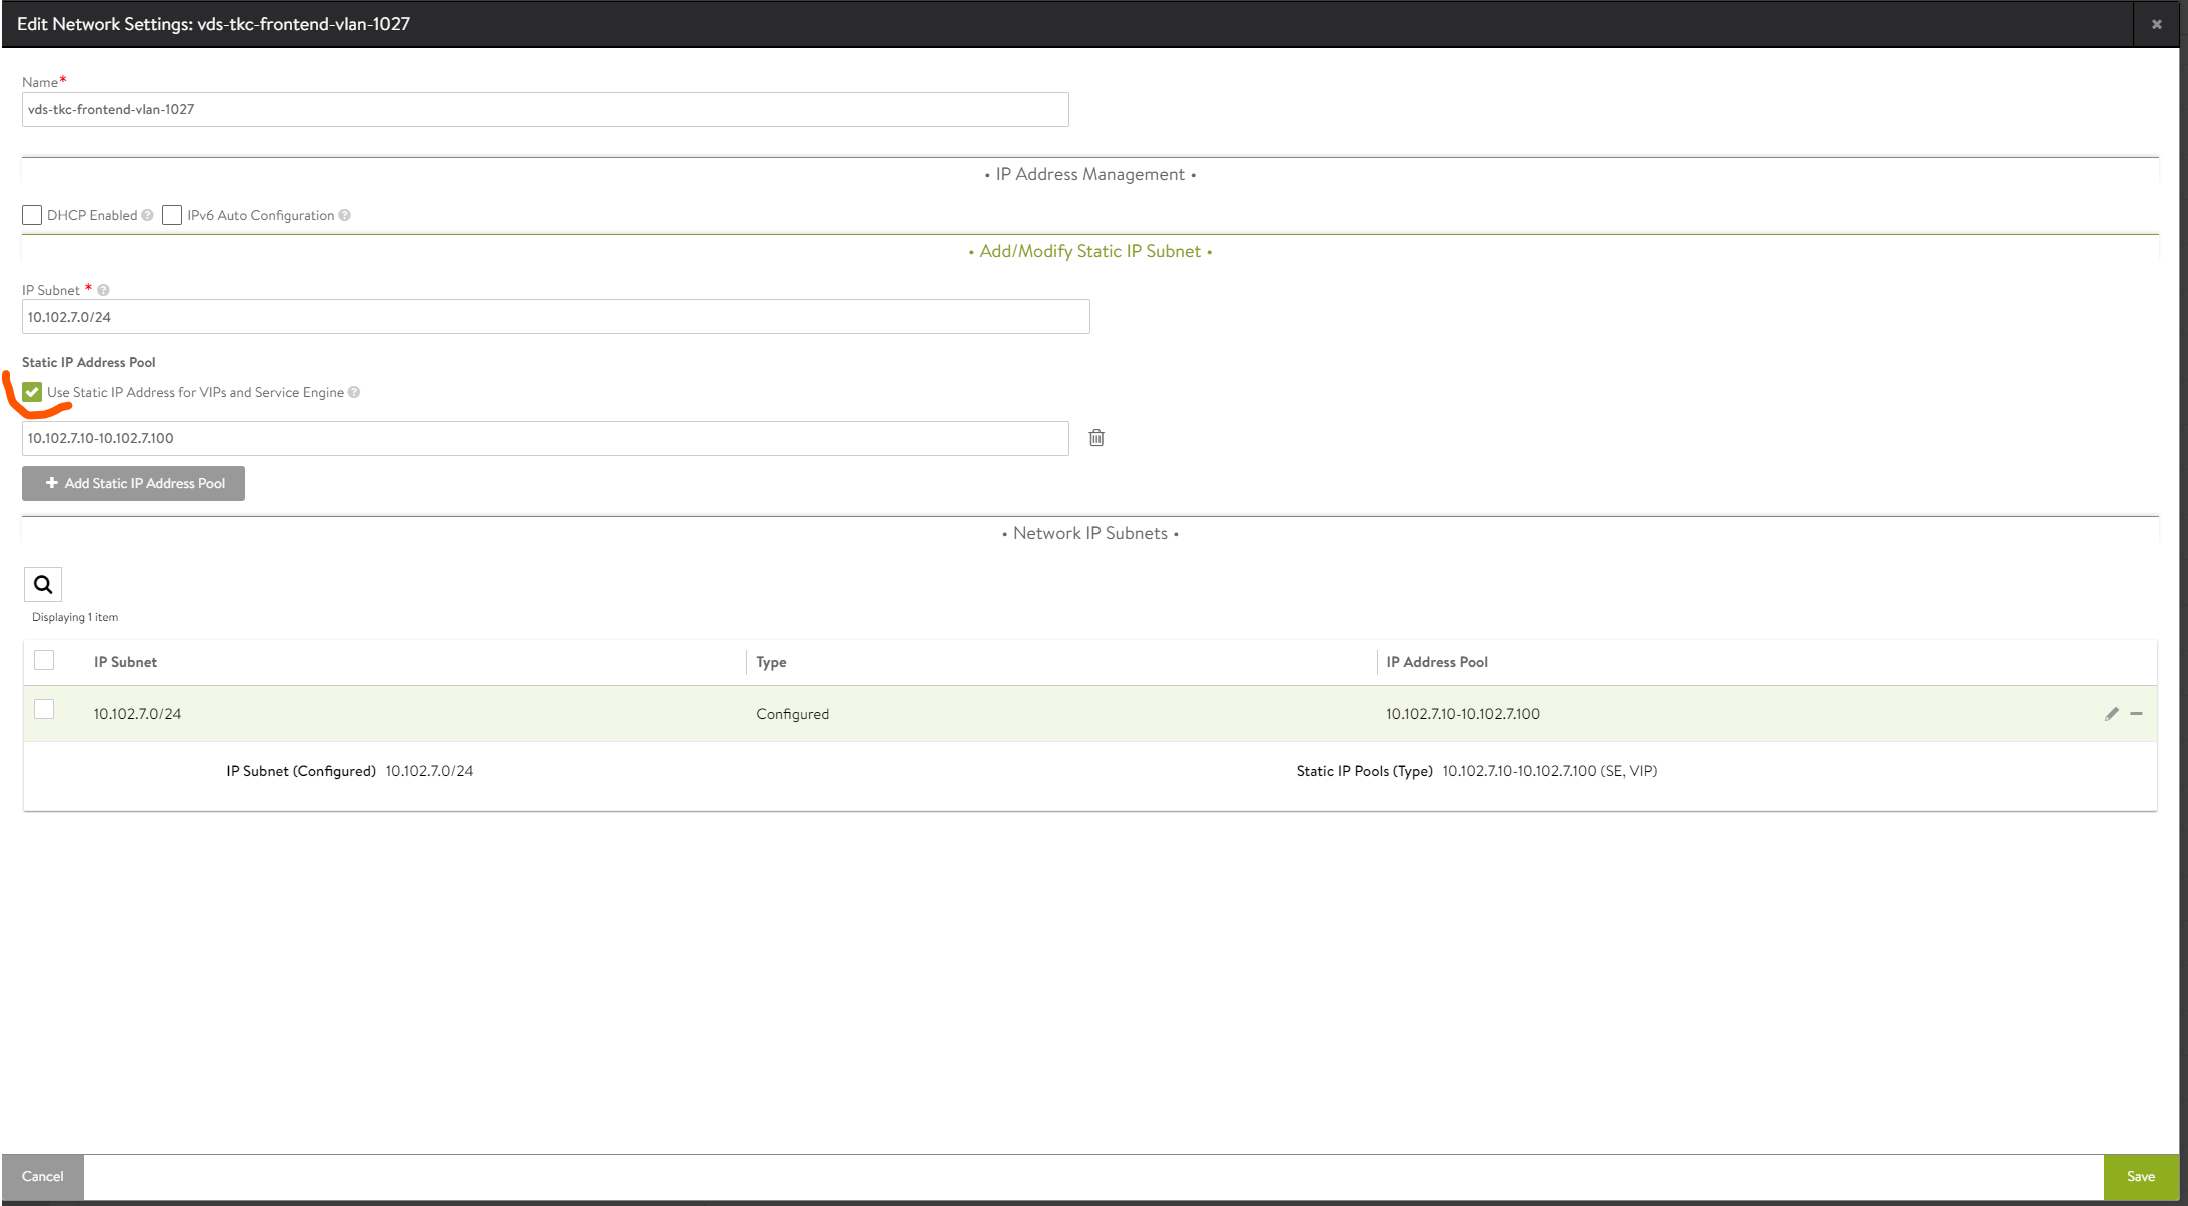 Edit Network Settings: vds-tkc-frontend-vlan-1027
Name*
vds-tkc-frontend-vlan-1027
• IP Address Management •
DHCP Enabled ? IPv6 Auto Configuration ?
• Add/Modify Static IP Subnet •
IP Subnet * ?
10.102.7.0/24
Static IP Address Pool
Use Static IP Address for VIPs and Service Engine ?
10.102.7.10-10.102.7.100
+ Add Static IP Address Pool
• Network IP Subnets •
Displaying 1 item
IP Subnet Type IP Address Pool
10.102.7.0/24 Configured 10.102.7.10-10.102.7.100
IP Subnet (Configured) 10.102.7.0/24 Static IP Pools (Type) 10.102.7.10-10.102.7.100 (SE, VIP)
Cancel Save